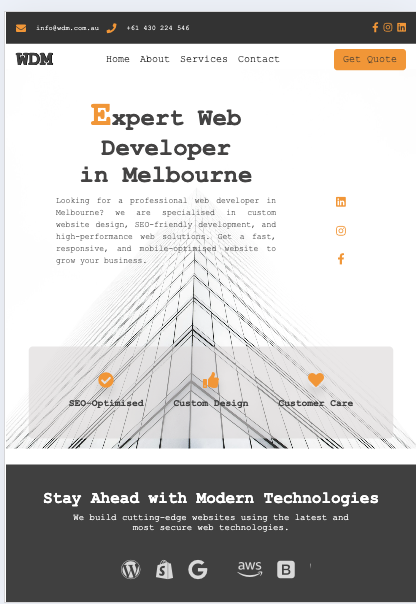 info@wdm.com.au +61 430 224 546
WDM Home About Services Contact Get Quote
Expert Web
Developer
in Melbourne
Looking for a professional web developer in
Melbourne? we are specialised in custom
website design, SEO-friendly development, and
high-performance web solutions. Get a fast,
responsive, and mobile-optimised website to
grow your business.
SEO-Optimised Custom Design Customer Care
Stay Ahead with Modern Technologies
We build cutting-edge websites using the latest and
most secure web technologies.
aws B